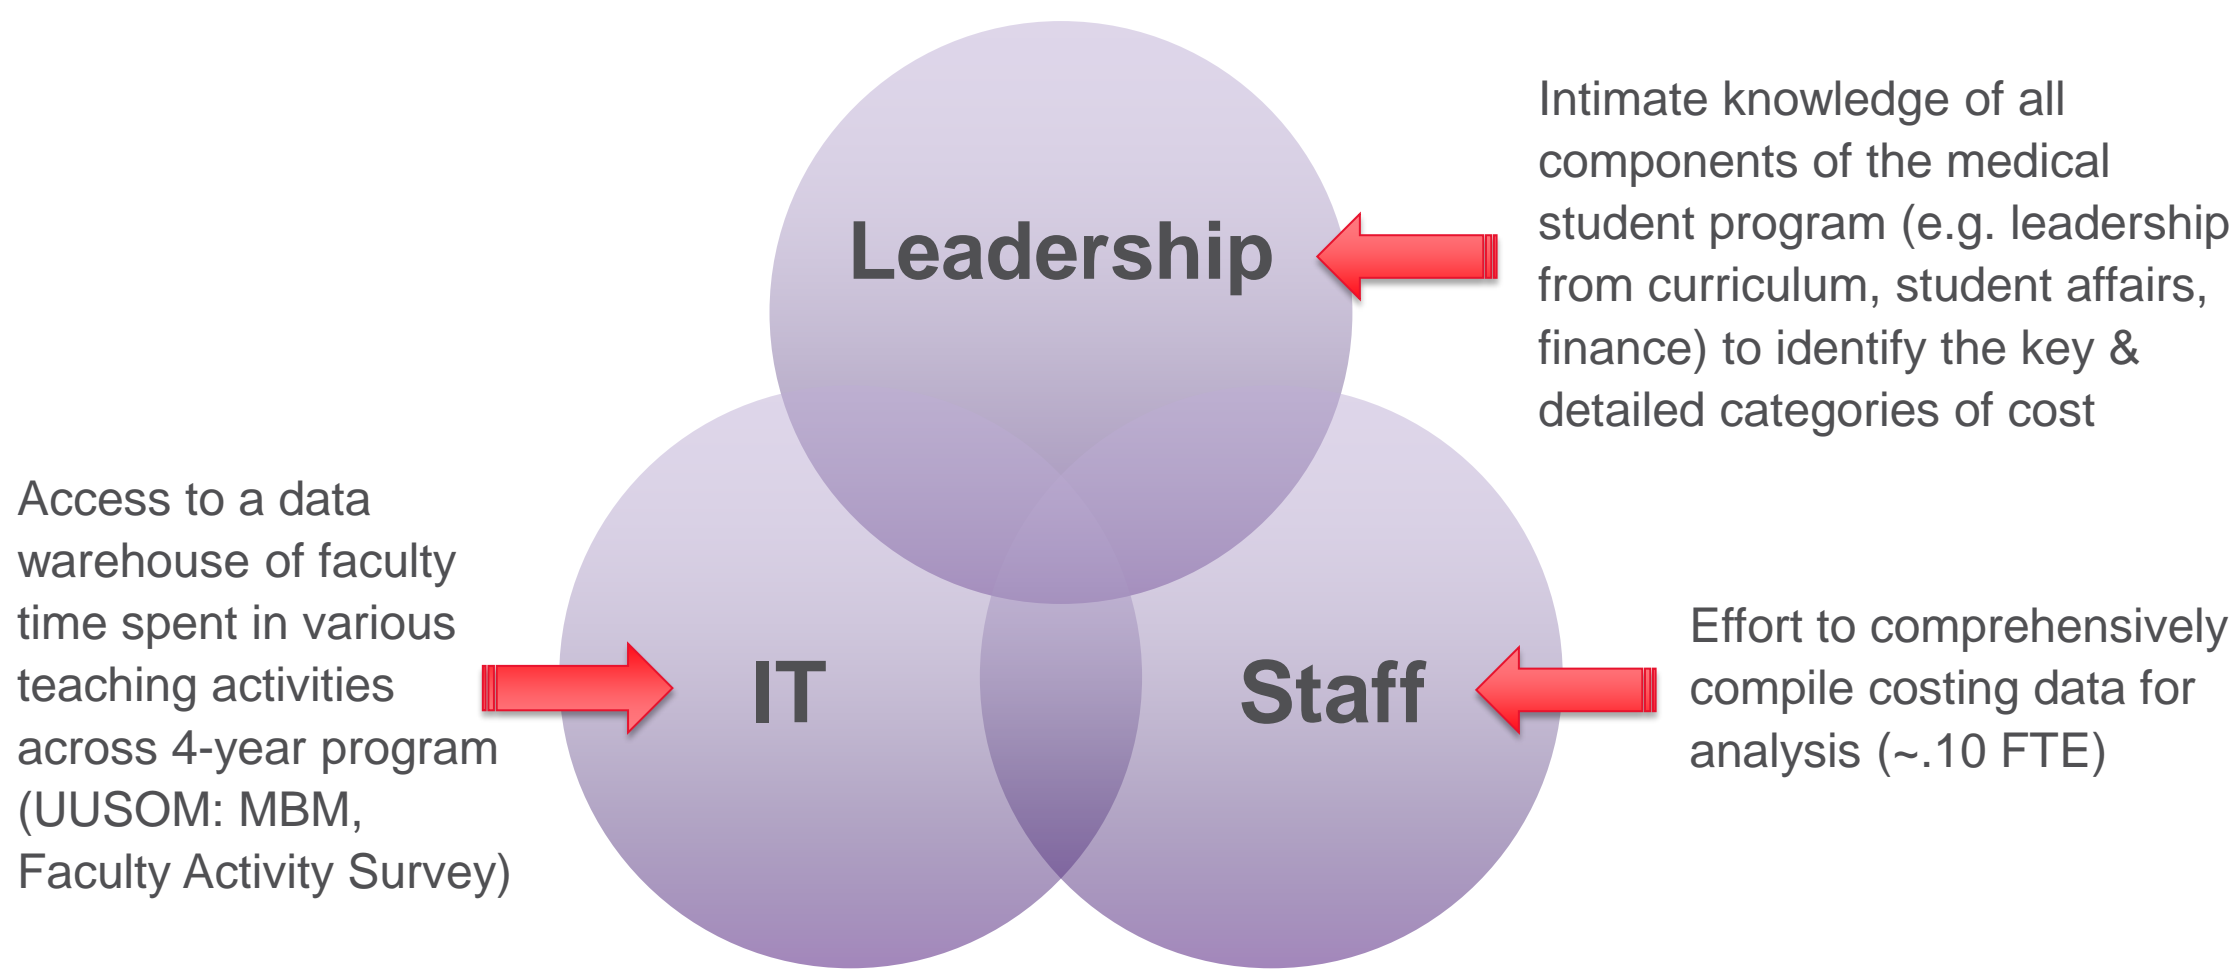 Leadership
Intimate knowledge of all
components of the medical
student program (e.g. leadership
from curriculum, student affairs,
finance) to identify the key &
detailed categories of cost
Access to a data
warehouse of faculty
time spent in various
teaching activities
across 4-year program
(UUSOM: MBM,
Faculty Activity Survey)
IT
Staff
Effort to comprehensively
compile costing data for
analysis (~.10 FTE)